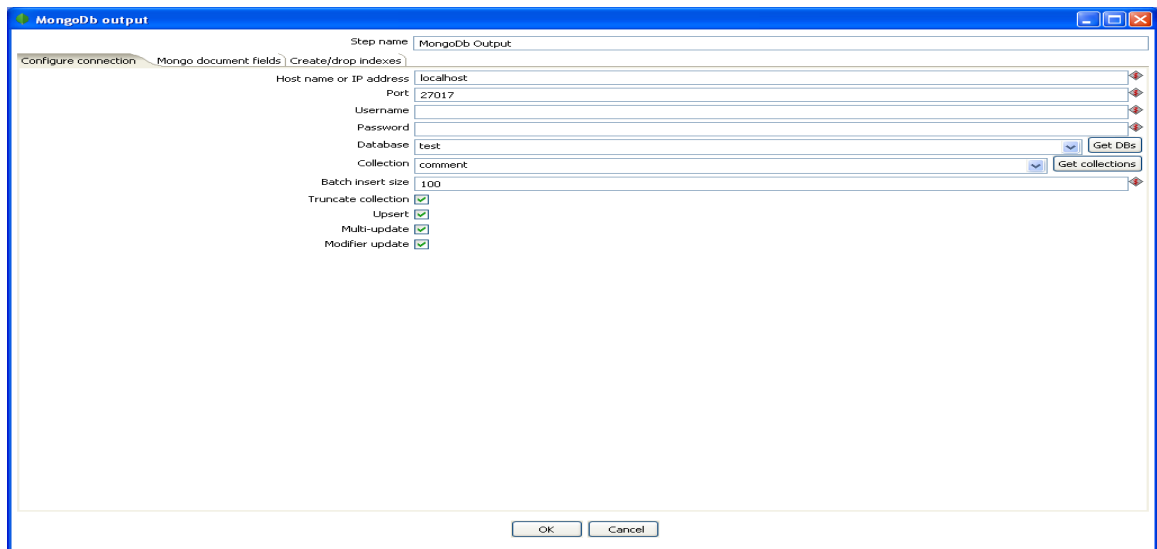 MongoDb output
Step name MongoDb Output
Configure connection Mongo document fields Create/drop indexes
Host name or IP address localhost
Port 27017
Username
Password
Database test Get DBs
Collection comment Get collections
Batch insert size 100
Truncate collection
Upsert
Multi-update
Modifier update
OK Cancel